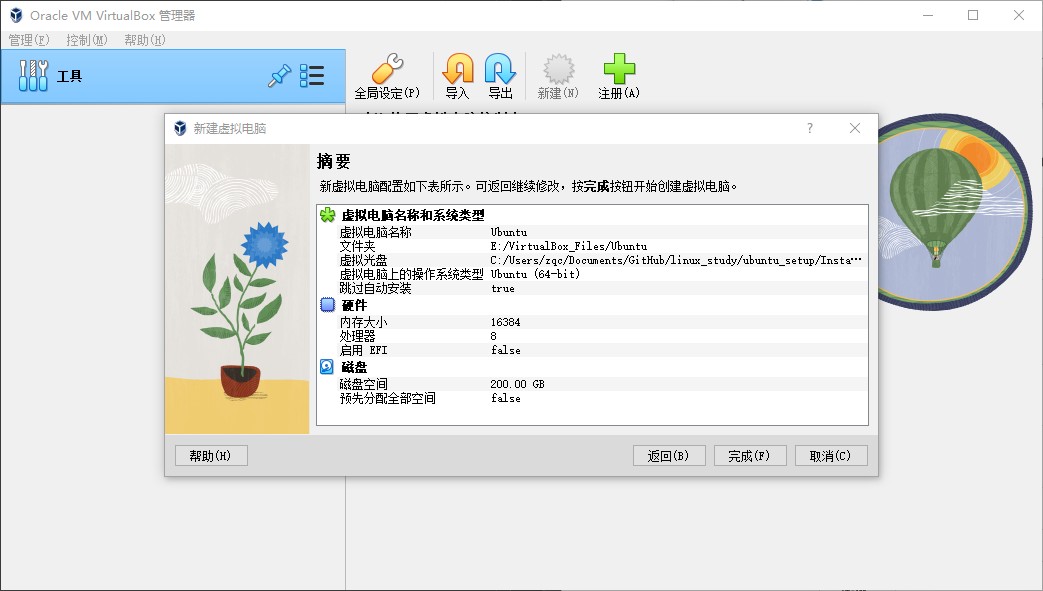 Oracle VM VirtualBox 管理器
管理(F) 控制(M) 帮助(H)
工具
全局设定(P) 导入 导出 新建(N) 注册(A)
新建虚拟电脑
?
摘要
新虚拟电脑配置如下表所示。可返回继续修改，按完成按钮开始创建虚拟电脑。
虚拟电脑名称和系统类型
虚拟电脑名称 Ubuntu
文件夹 E:/VirtualBox_Files/Ubuntu
虚拟光盘 C:/Users/zqc/Documents/GitHub/linux_study/ubuntu_setup/Insta…
虚拟电脑上的操作系统类型 Ubuntu (64-bit)
跳过自动安装 true
硬件
内存大小 16384
处理器 8
启用 EFI false
磁盘
磁盘空间 200.00 GB
预先分配全部空间 false
帮助(H) 返回(B) 完成(F) 取消(C)